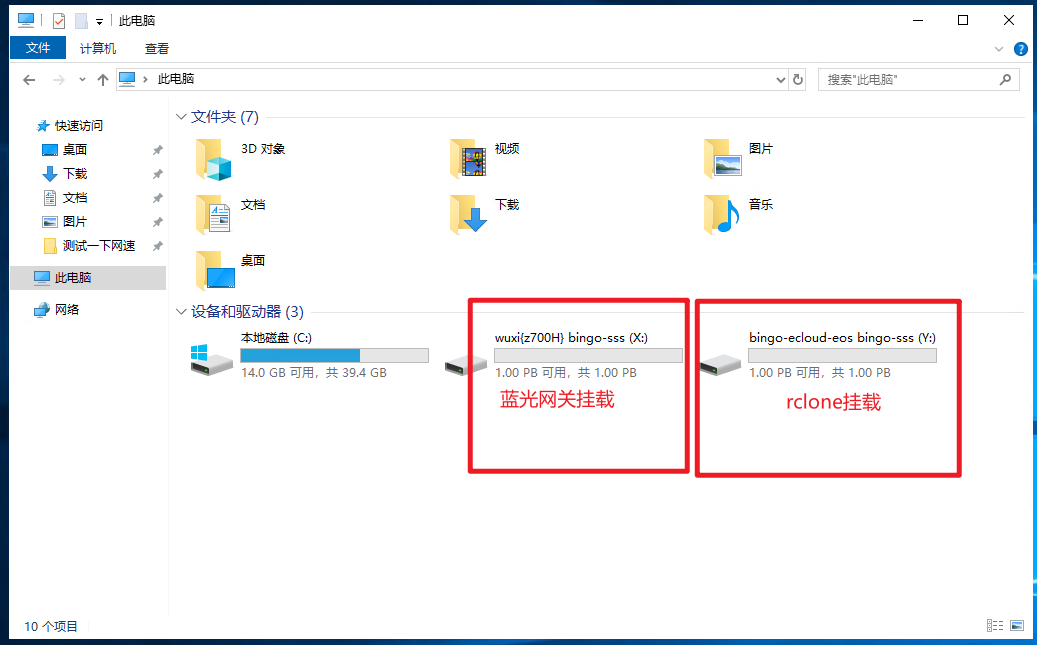 此电脑
文件 计算机 查看
此电脑
搜索"此电脑"
快速访问
桌面
下载
文档
图片
测试一下网速
此电脑
网络
文件夹 (7)
3D 对象
视频
图片
文档
下载
音乐
桌面
设备和驱动器 (3)
本地磁盘 (C:)
14.0 GB 可用，共 39.4 GB
wuxi{z700H} bingo-sss (X:)
1.00 PB 可用，共 1.00 PB
蓝光网关挂载
bingo-ecloud-eos bingo-sss (Y:)
1.00 PB 可用，共 1.00 PB
rclone挂载
10 个项目